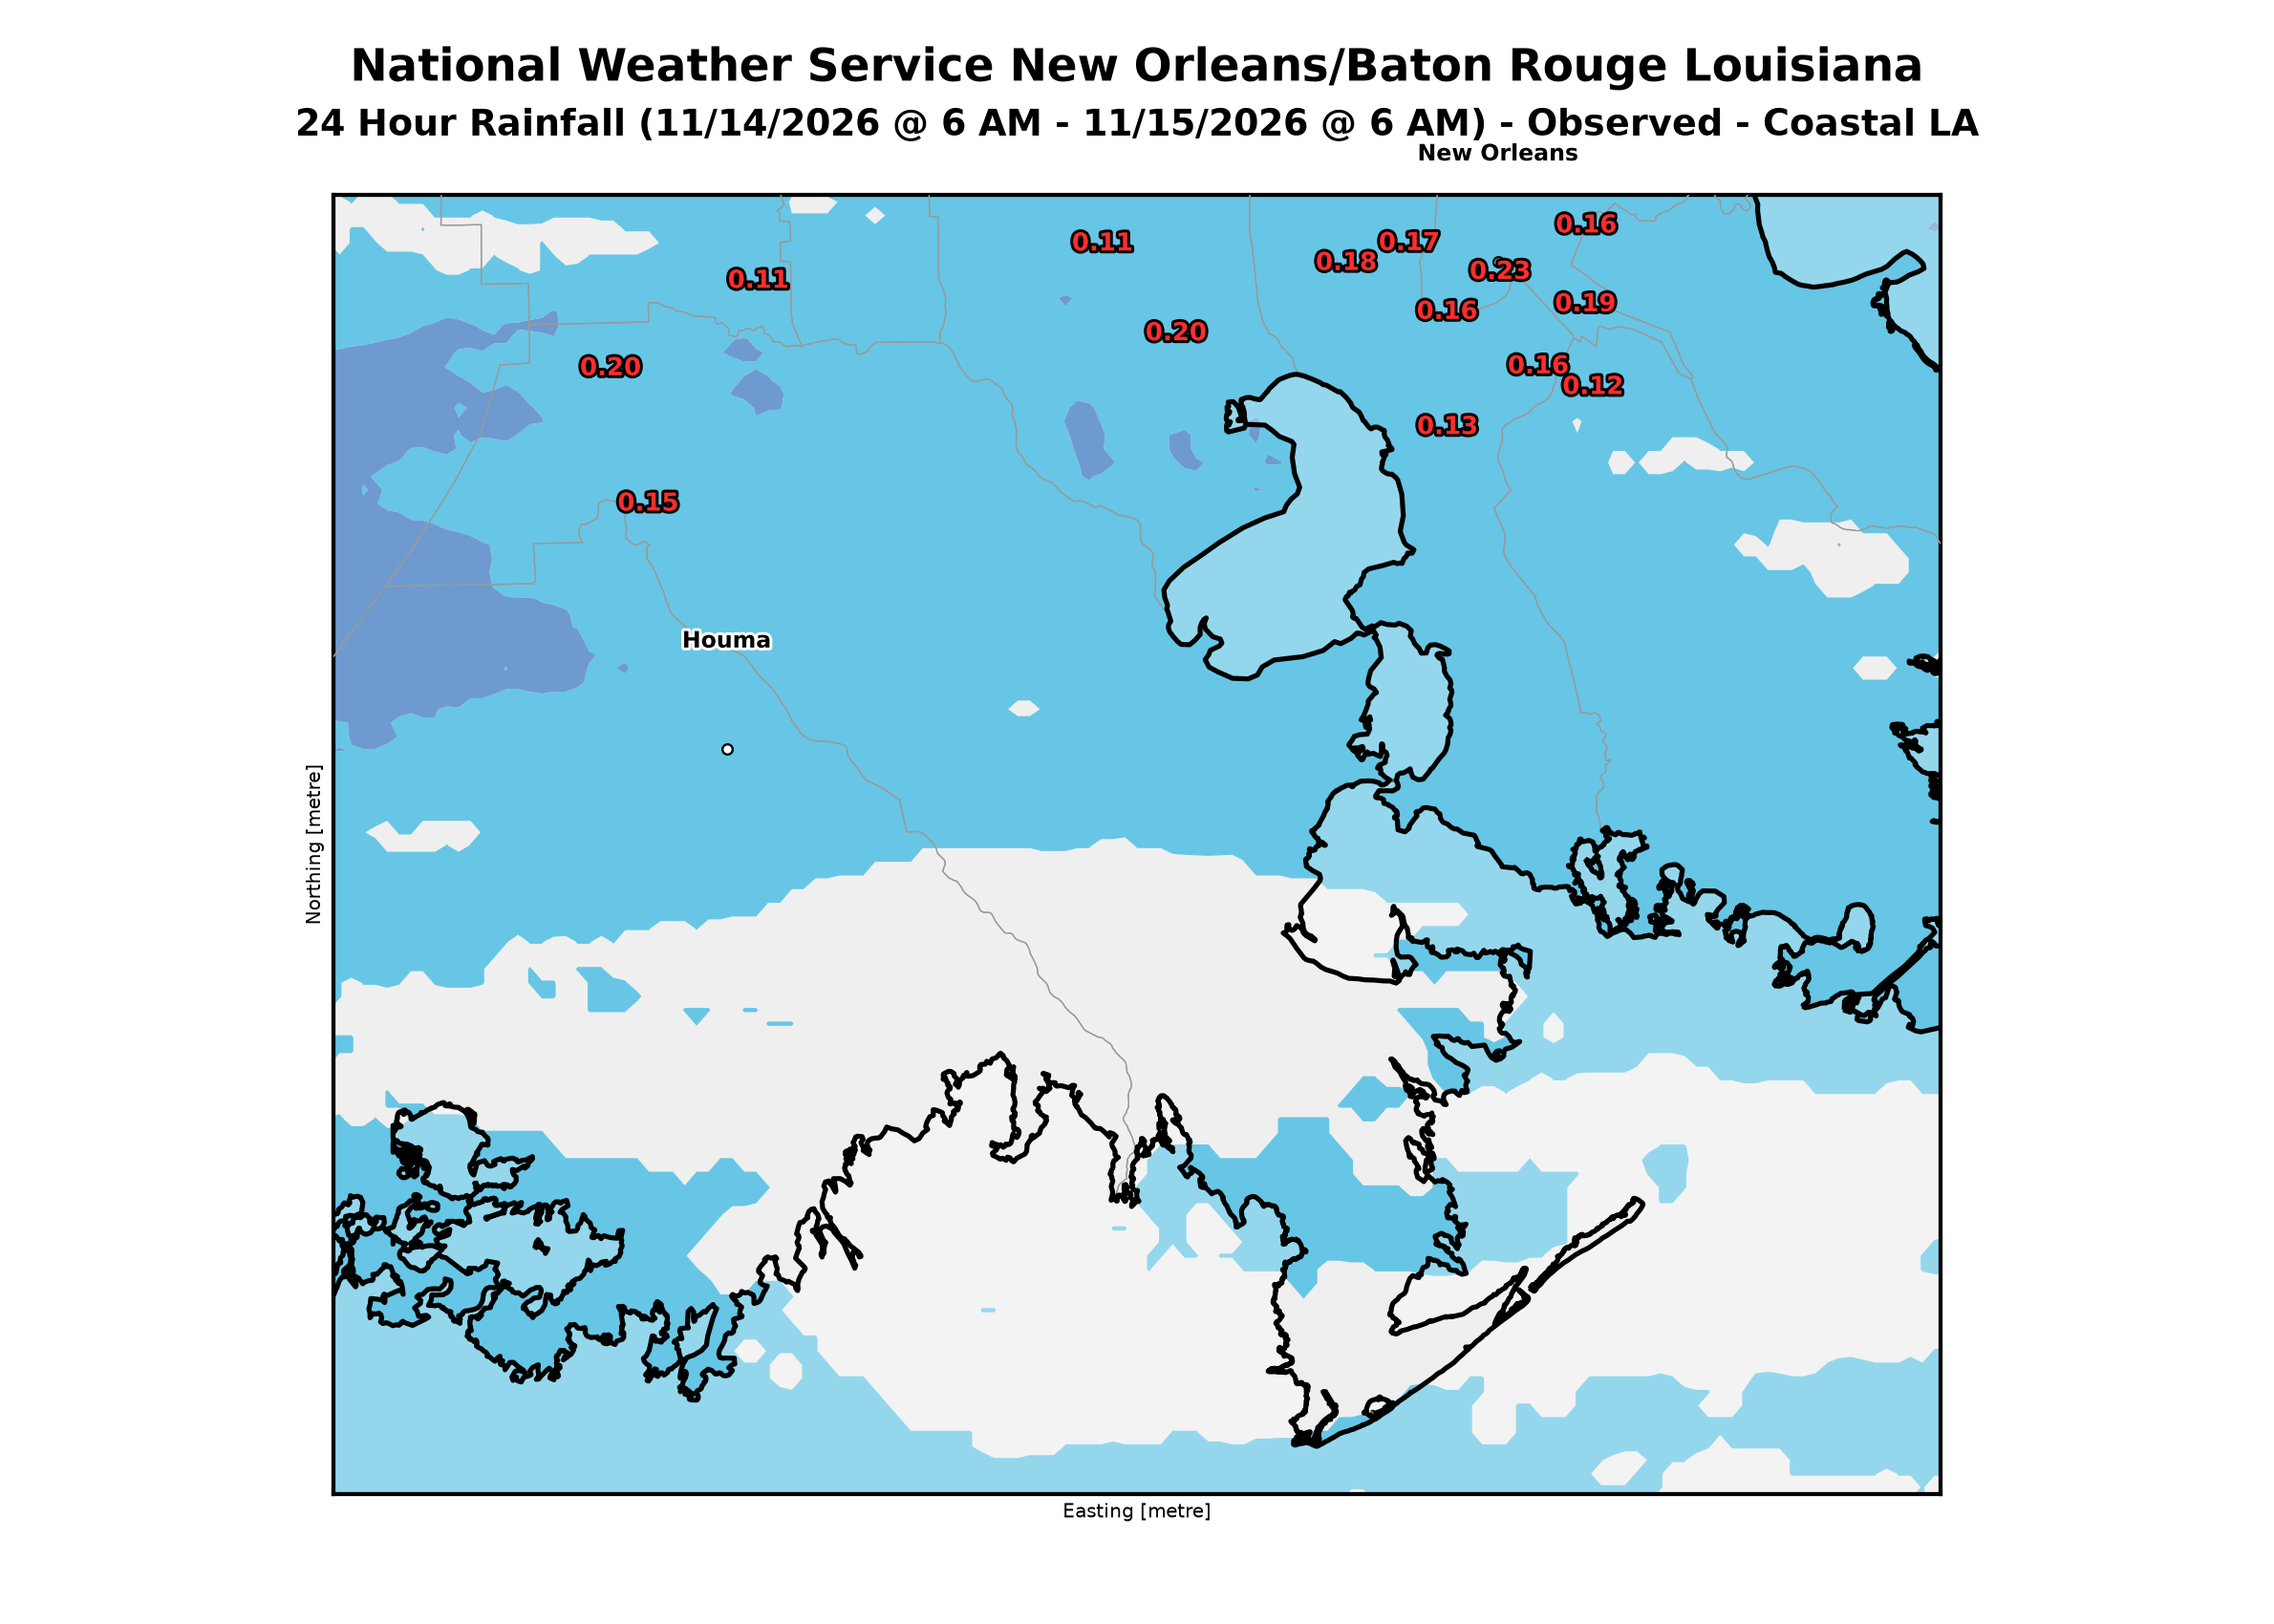 National Weather Service New Orleans/Baton Rouge Louisiana
24 Hour Rainfall (11/14/2026 @ 6 AM - 11/15/2026 @ 6 AM) - Observed - Coastal LA
New Orleans
0.16
0.11
0.17
0.18
0.23
0.11
0.19
0.16
0.20
0.16
0.20
0.12
0.13
0.15
Houma
Northing [metre]
Easting [metre]